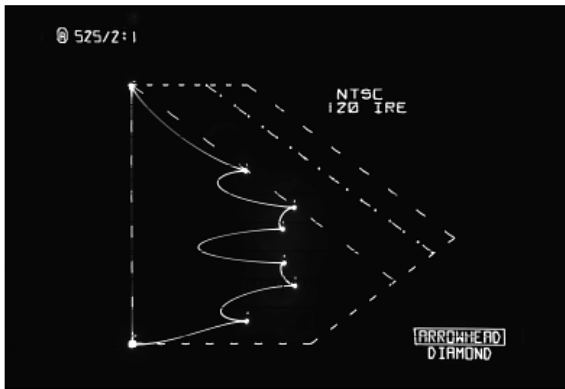 Ⓐ 525/2:1
NTSC
120 IRE
ARROWHEAD
DIAMOND